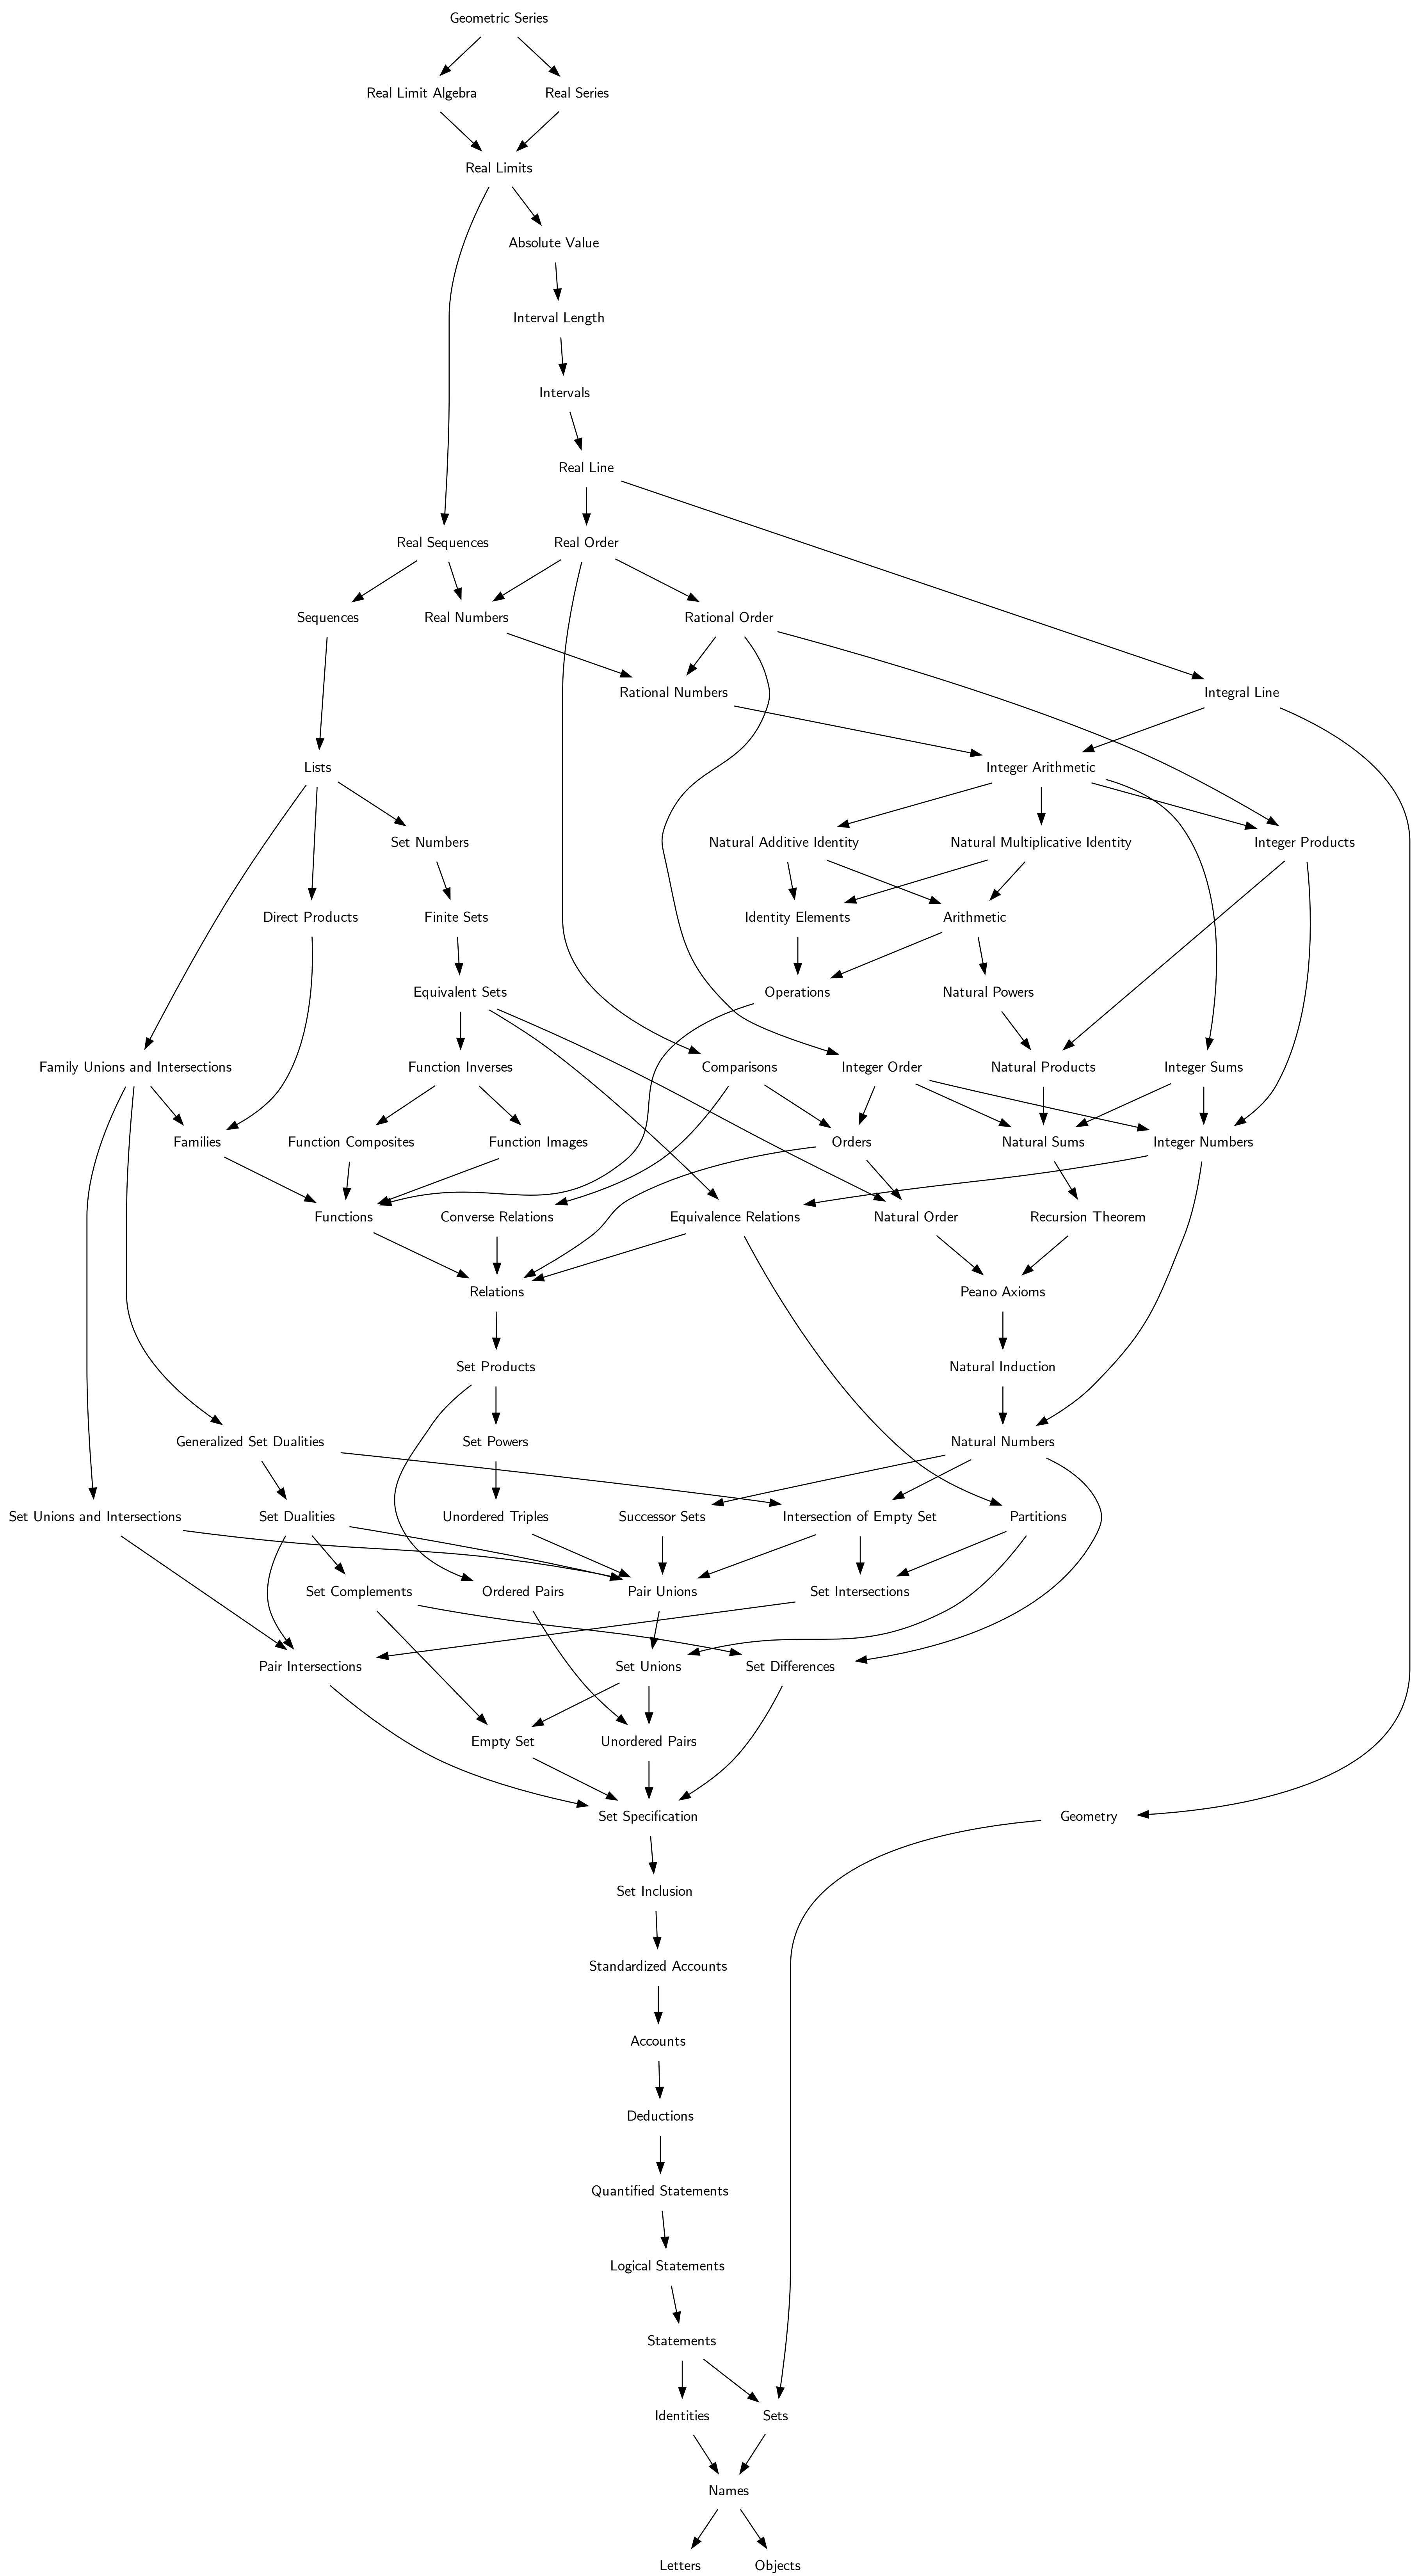 Geometric Series
Real Limit Algebra
Real Series
Real Limits
Absolute Value
Interval Length
Intervals
Real Line
Real Sequences
Real Order
Sequences
Real Numbers
Rational Order
Rational Numbers
Integral Line
Lists
Integer Arithmetic
Set Numbers
Natural Additive Identity
Natural Multiplicative Identity
Integer Products
Direct Products
Finite Sets
Identity Elements
Arithmetic
Equivalent Sets
Operations
Natural Powers
Family Unions and Intersections
Function Inverses
Comparisons
Integer Order
Natural Products
Integer Sums
Families
Function Composites
Function Images
Orders
Natural Sums
Integer Numbers
Functions
Converse Relations
Equivalence Relations
Natural Order
Recursion Theorem
Relations
Peano Axioms
Set Products
Natural Induction
Generalized Set Dualities
Set Powers
Natural Numbers
Set Unions and Intersections
Set Dualities
Unordered Triples
Successor Sets
Intersection of Empty Set
Partitions
Set Complements
Ordered Pairs
Pair Unions
Set Intersections
Pair Intersections
Set Unions
Set Differences
Empty Set
Unordered Pairs
Set Specification
Geometry
Set Inclusion
Standardized Accounts
Accounts
Deductions
Quantified Statements
Logical Statements
Statements
Identities
Sets
Names
Letters
Objects